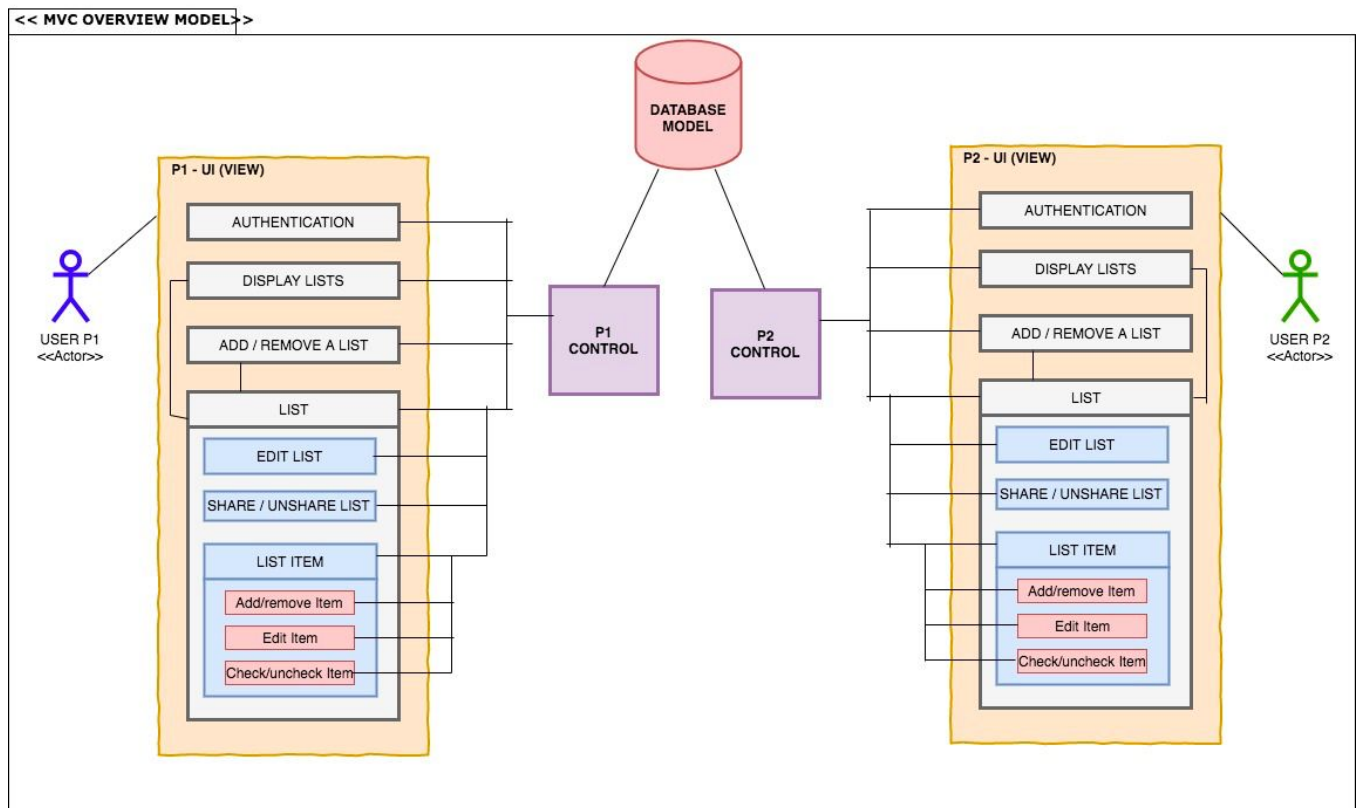 << MVC OVERVIEW MODEL>>
DATABASE
MODEL
P1 - UI (VIEW)
AUTHENTICATION
DISPLAY LISTS
ADD / REMOVE A LIST
LIST
EDIT LIST
SHARE / UNSHARE LIST
LIST ITEM
Add/remove Item
Edit Item
Check/uncheck Item
USER P1
<<Actor>>
P1
CONTROL
P2
CONTROL
P2 - UI (VIEW)
AUTHENTICATION
DISPLAY LISTS
ADD / REMOVE A LIST
LIST
EDIT LIST
SHARE / UNSHARE LIST
LIST ITEM
Add/remove Item
Edit Item
Check/uncheck Item
USER P2
<<Actor>>